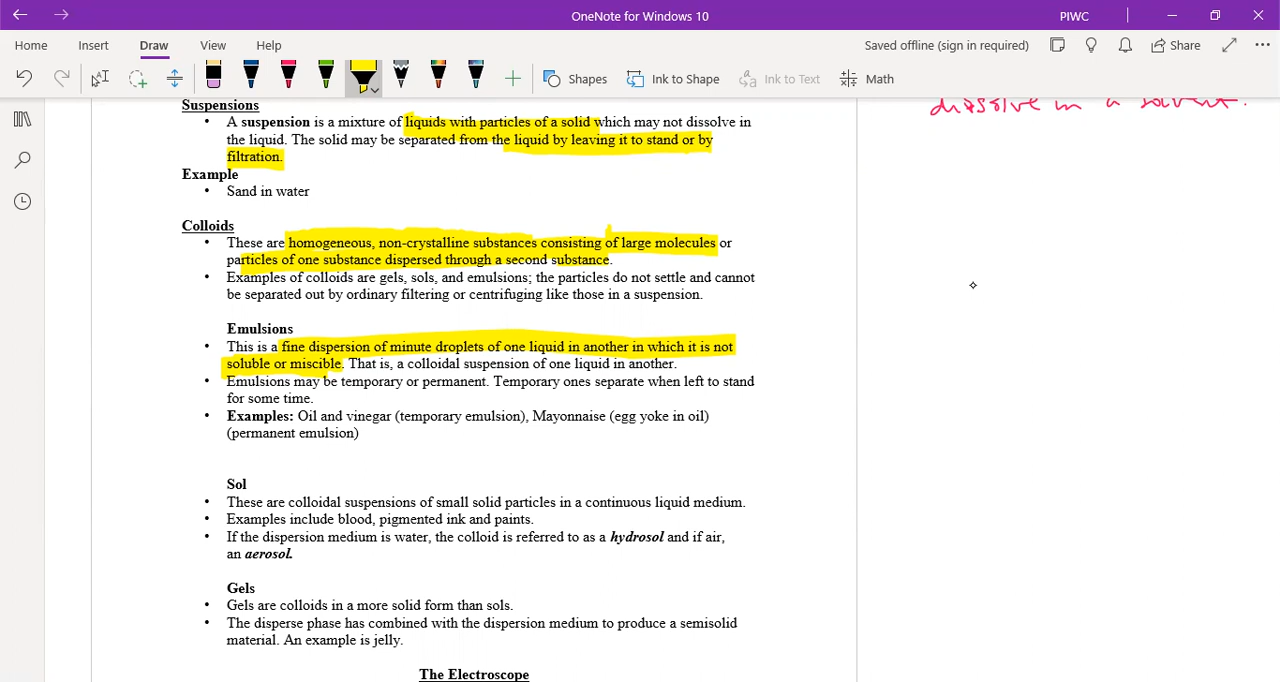 OneNote for Windows 10
PIWC
Home
Insert
Draw
View
Help
Saved offline (sign in required)
Share
Shapes
Ink to Shape
Ink to Text
Math
dissolve in a solvent.
Suspensions
• A suspension is a mixture of liquids with particles of a solid which may not dissolve in
the liquid. The solid may be separated from the liquid by leaving it to stand or by
filtration.
Example
• Sand in water
Colloids
• These are homogeneous, non-crystalline substances consisting of large molecules or
particles of one substance dispersed through a second substance.
• Examples of colloids are gels, sols, and emulsions; the particles do not settle and cannot
be separated out by ordinary filtering or centrifuging like those in a suspension.
Emulsions
• This is a fine dispersion of minute droplets of one liquid in another in which it is not
soluble or miscible. That is, a colloidal suspension of one liquid in another.
• Emulsions may be temporary or permanent. Temporary ones separate when left to stand
for some time.
• Examples: Oil and vinegar (temporary emulsion), Mayonnaise (egg yoke in oil)
(permanent emulsion)
Sol
• These are colloidal suspensions of small solid particles in a continuous liquid medium.
• Examples include blood, pigmented ink and paints.
• If the dispersion medium is water, the colloid is referred to as a hydrosol and if air,
an aerosol.
Gels
• Gels are colloids in a more solid form than sols.
• The disperse phase has combined with the dispersion medium to produce a semisolid
material. An example is jelly.
The Electroscope